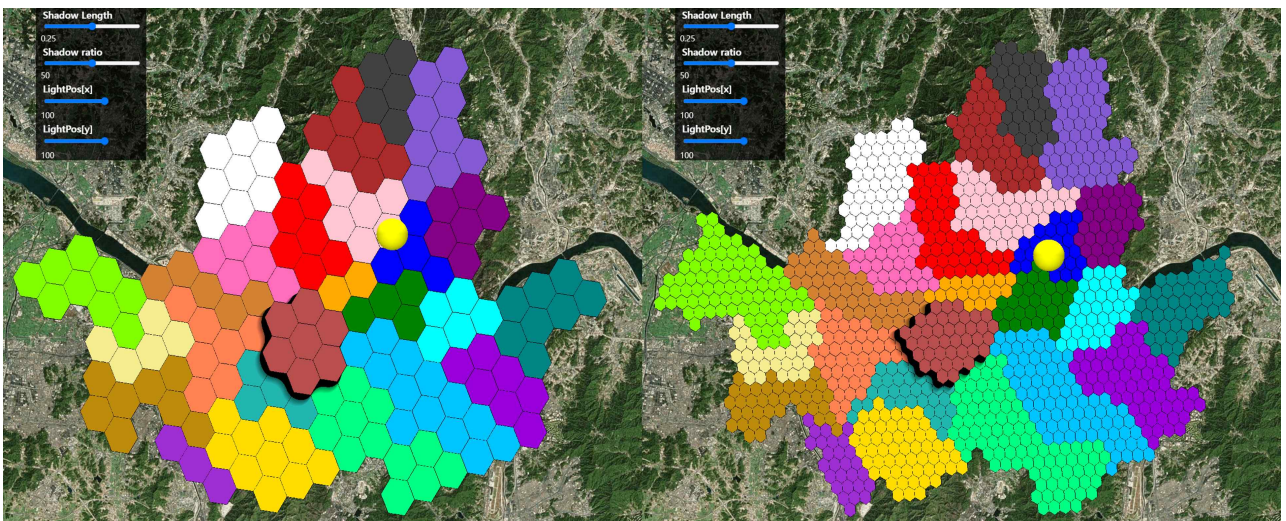 Shadow Length
0.25
Shadow ratio
50
LightPos[x]
100
LightPos[y]
100
Shadow Length
0.25
Shadow ratio
50
LightPos[x]
100
LightPos[y]
100